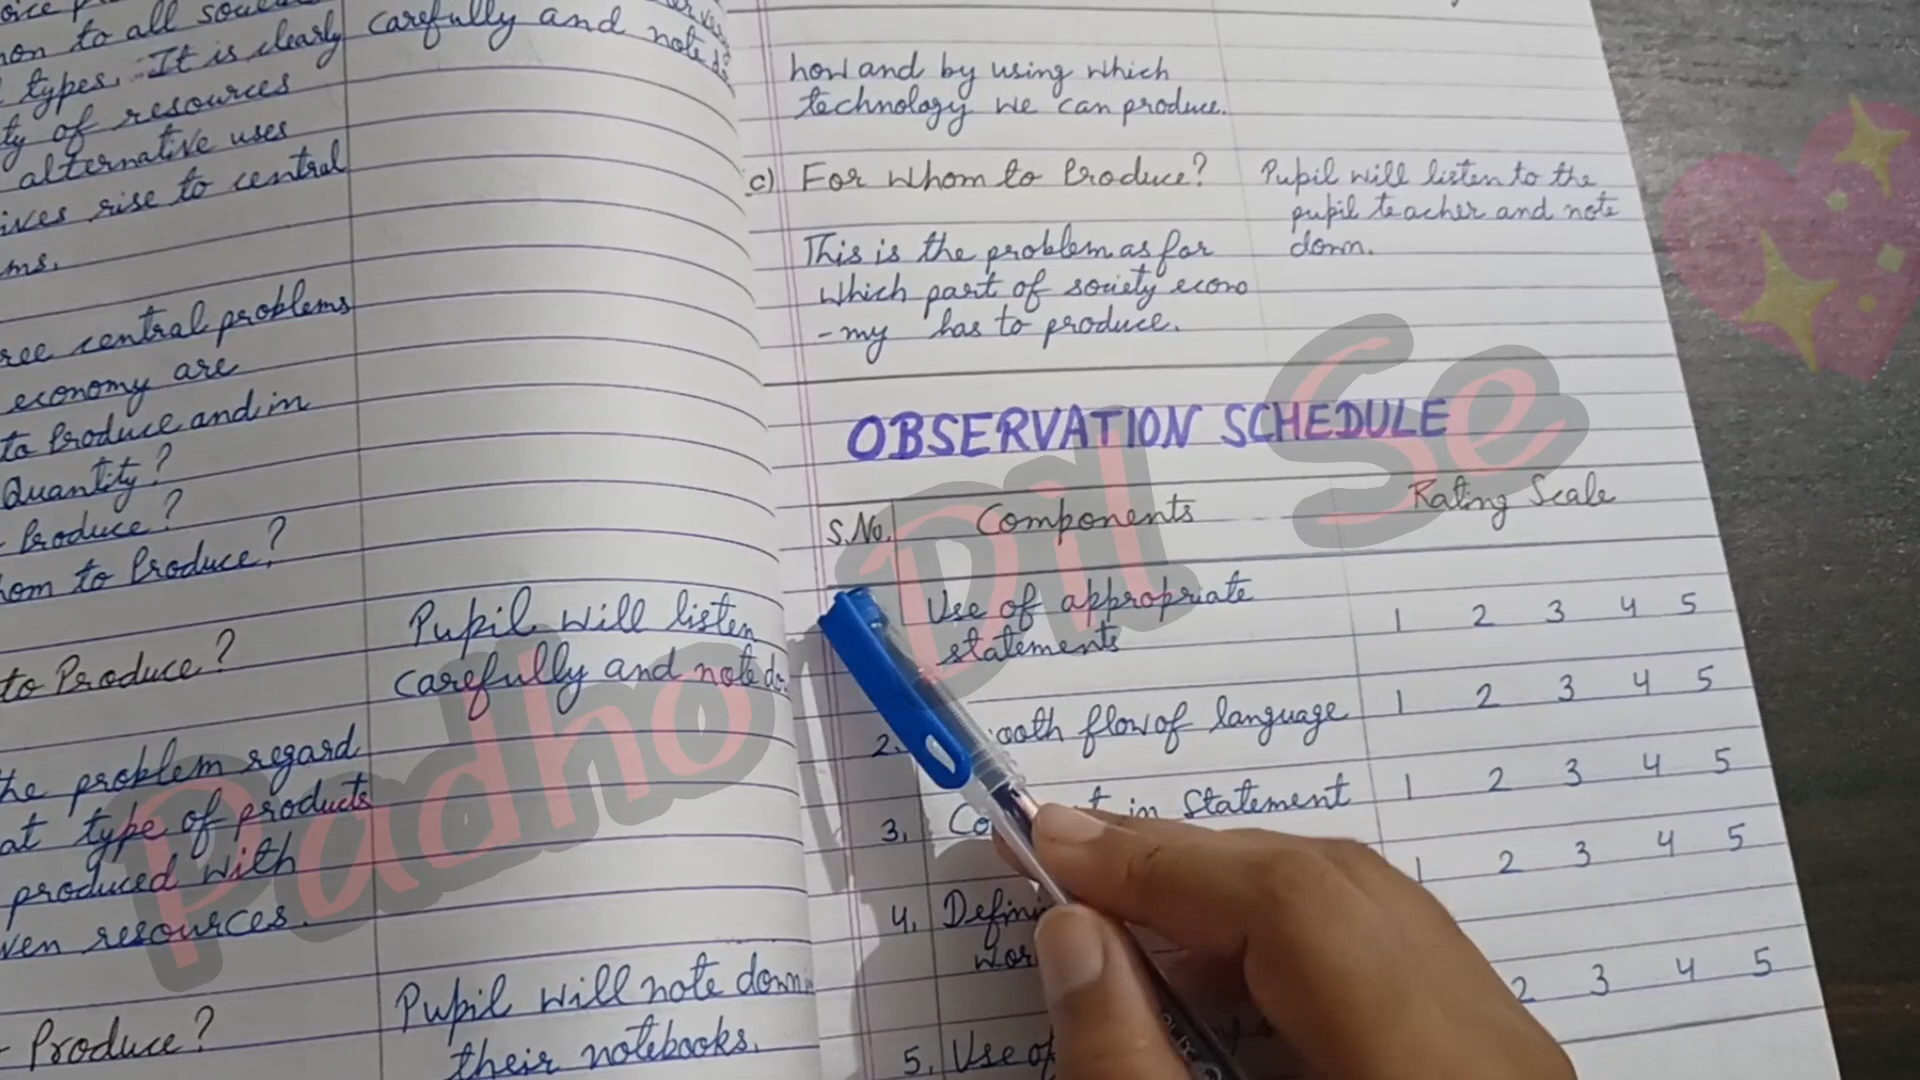 non to all
types. It is clearly
carefully and note
ty of resources
alternative uses
rise to central
ms.
central problems
economy are
to Produce and in
Quantity?
Produce?
to Produce?
to Produce?
Pupil will listen
carefully and note
the problem regard
type of products
produced with
resources.
Produce?
Pupil will note down
their notebooks.
how and by using which
technology we can produce.
c) For whom to Produce?
Pupil will listen to the
pupil teacher and note
down.
This is the problem as for
which part of society econo
-my has to produce.
OBSERVATION SCHEDULE
S.No. Components Rating Scale
Use of appropriate
statements
1 2 3 4 5
2. flow of language 1 2 3 4 5
3. in Statement 1 2 3 4 5
4. 1 2 3 4 5
5. Use of 2 3 4 5
Padho Dil Se